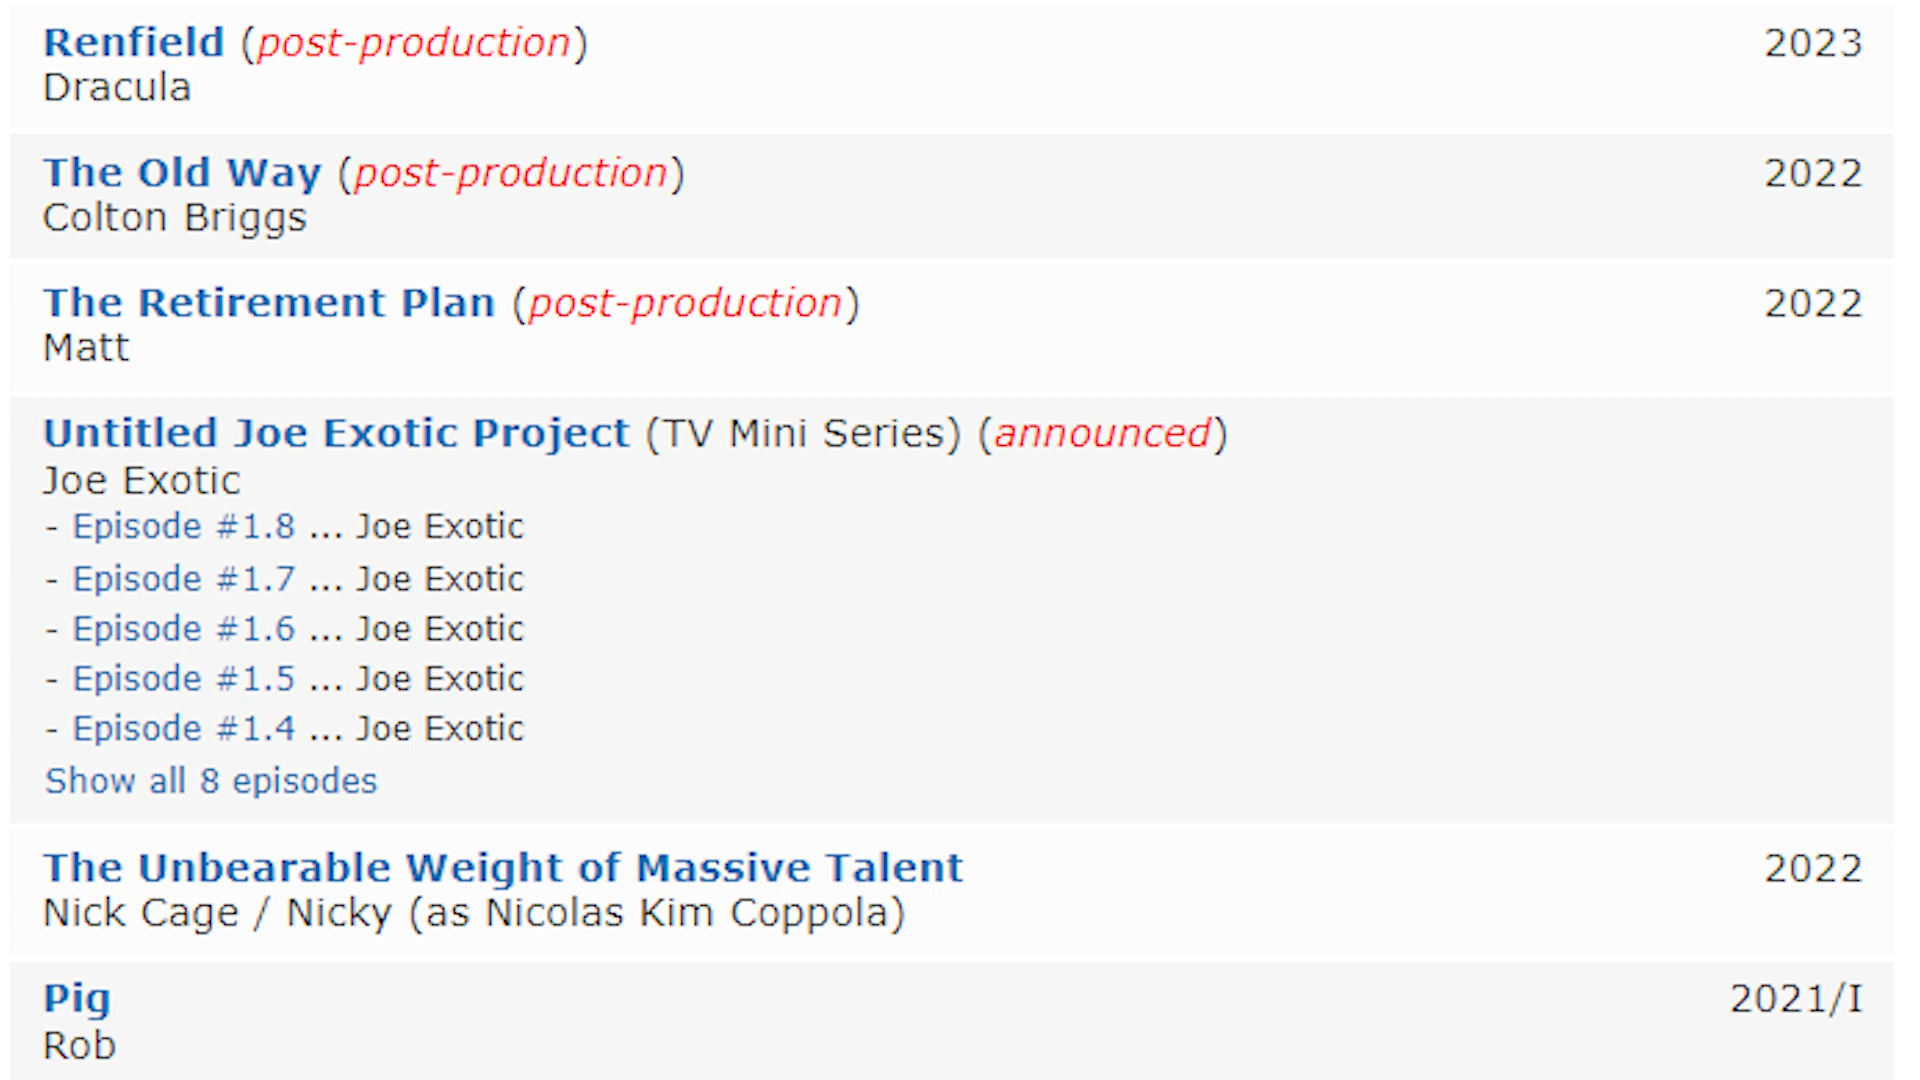 Renfield (post-production) 2023
Dracula
The Old Way (post-production) 2022
Colton Briggs
The Retirement Plan (post-production) 2022
Matt
Untitled Joe Exotic Project (TV Mini Series) (announced)
Joe Exotic
- Episode #1.8 ... Joe Exotic
- Episode #1.7 ... Joe Exotic
- Episode #1.6 ... Joe Exotic
- Episode #1.5 ... Joe Exotic
- Episode #1.4 ... Joe Exotic
Show all 8 episodes
The Unbearable Weight of Massive Talent 2022
Nick Cage / Nicky (as Nicolas Kim Coppola)
Pig 2021/I
Rob